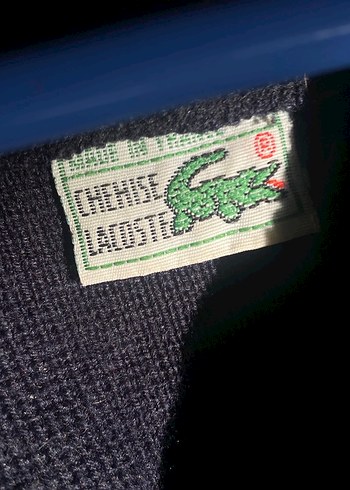 MADE IN FRANCE
CHEMISE
LACOSTE
®